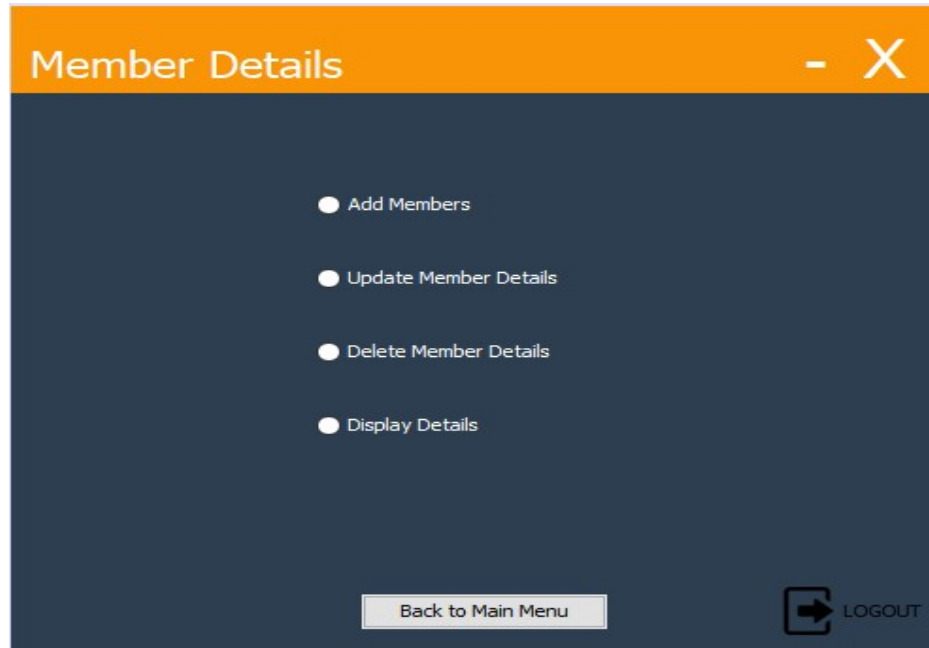 Member Details - X
Add Members
Update Member Details
Delete Member Details
Display Details
Back to Main Menu
LOGOUT